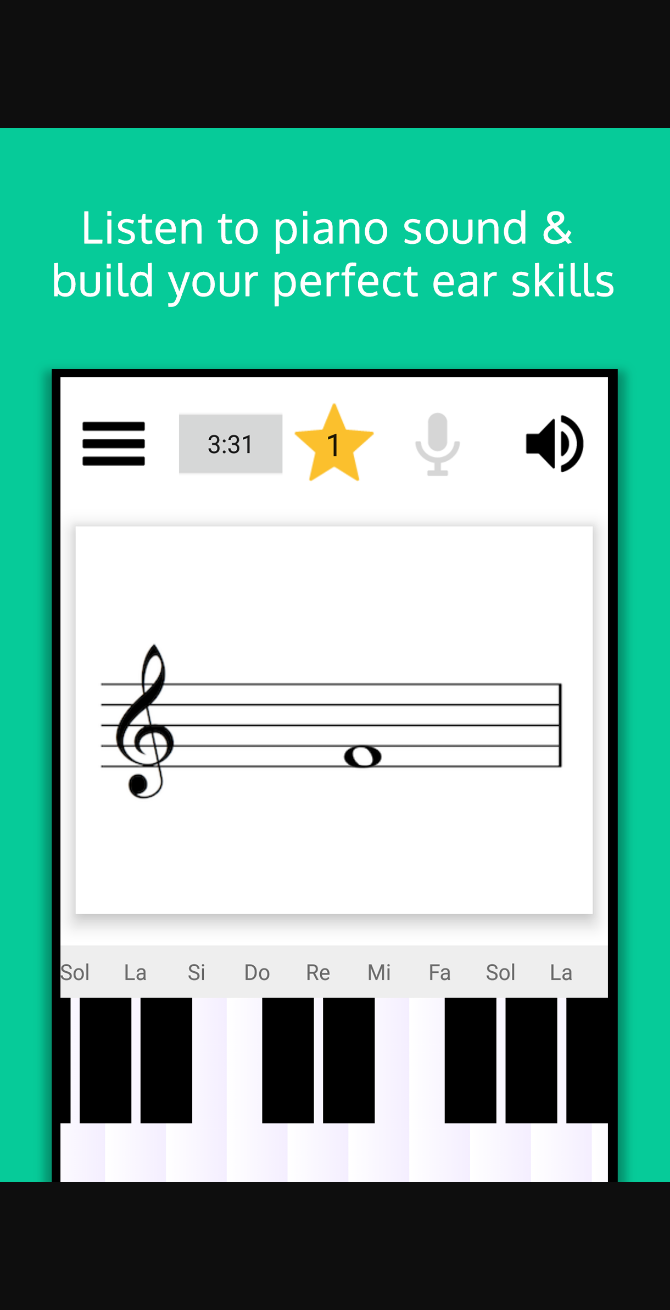 Listen to piano sound &
build your perfect ear skills
3:31 1
Sol La Si Do Re Mi Fa Sol La